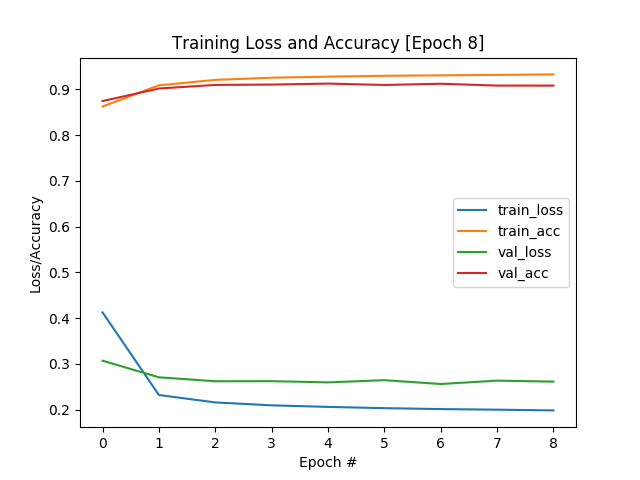 Training Loss and Accuracy [Epoch 8]
Loss/Accuracy
0.9
0.8
0.7
0.6
0.5
0.4
0.3
0.2
train_loss
train_acc
val_loss
val_acc
0 1 2 3 4 5 6 7 8
Epoch #